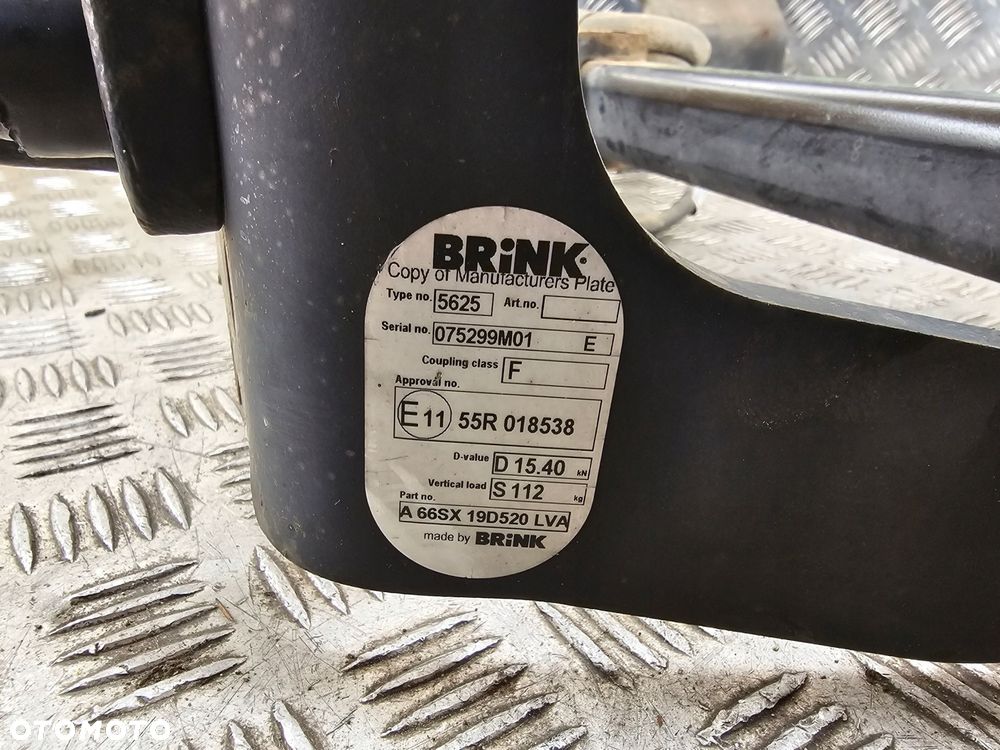 BRiNK
Copy of Manufacturers Plate
Type no. 5625 Art.no.
Serial no. 075299M01 E
Coupling class F
Approval no.
E 11 55R 018538
D-value D 15.40 kN
Vertical load S 112 kg
Part no.
A 66SX 19D520 LVA
made by BRiNK
OTOMOTO